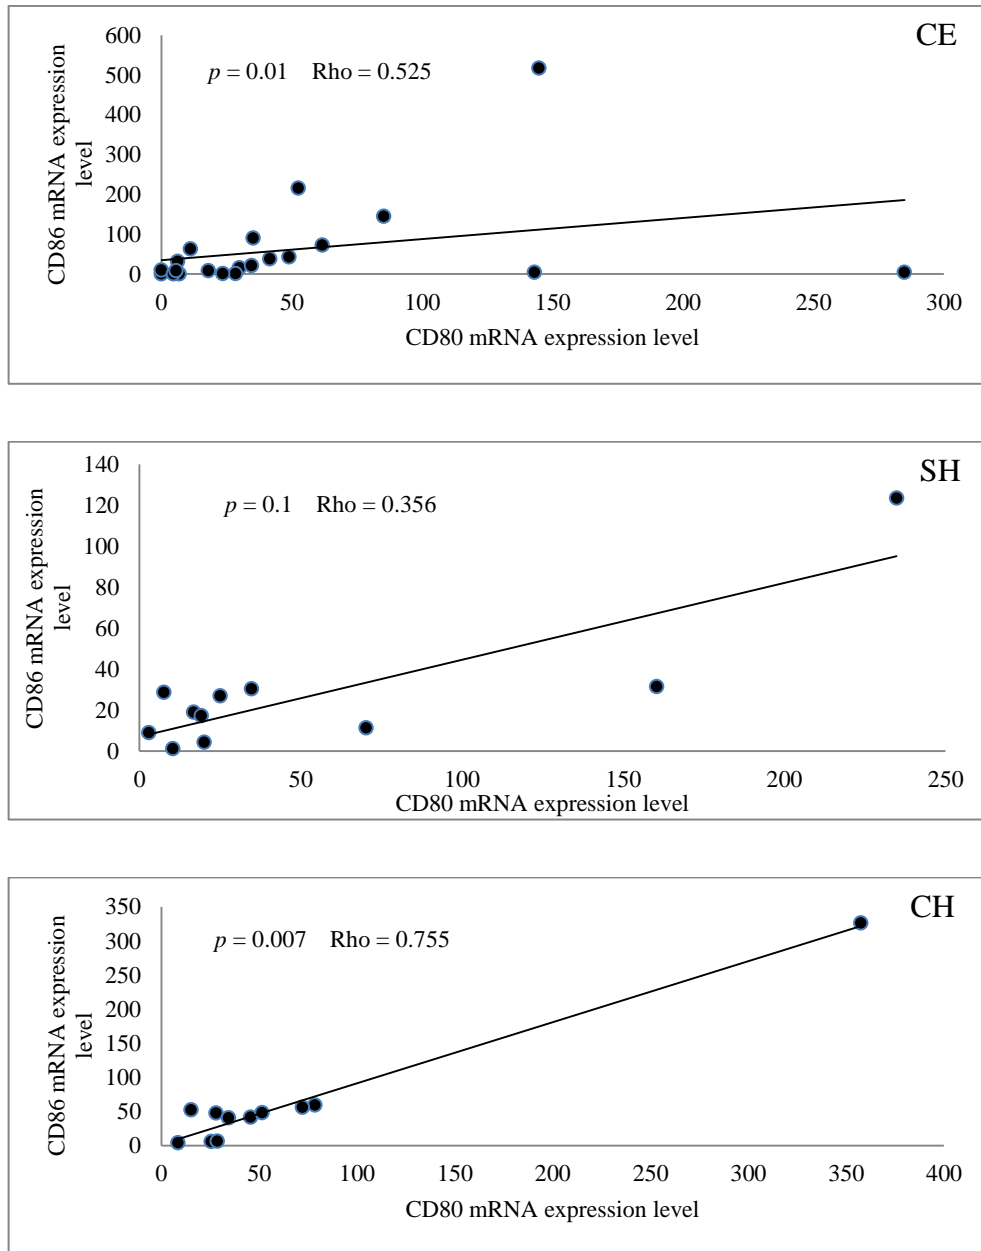 CE
p = 0.01 Rho = 0.525
600
500
400
300
200
100
0
CD86 mRNA expression
level
0 50 100 150 200 250 300
CD80 mRNA expression level
SH
p = 0.1 Rho = 0.356
140
120
100
80
60
40
20
0
CD86 mRNA expression
level
0 50 100 150 200 250
CD80 mRNA expression level
CH
p = 0.007 Rho = 0.755
350
300
250
200
150
100
50
0
CD86 mRNA expression
level
0 50 100 150 200 250 300 350 400
CD80 mRNA expression level